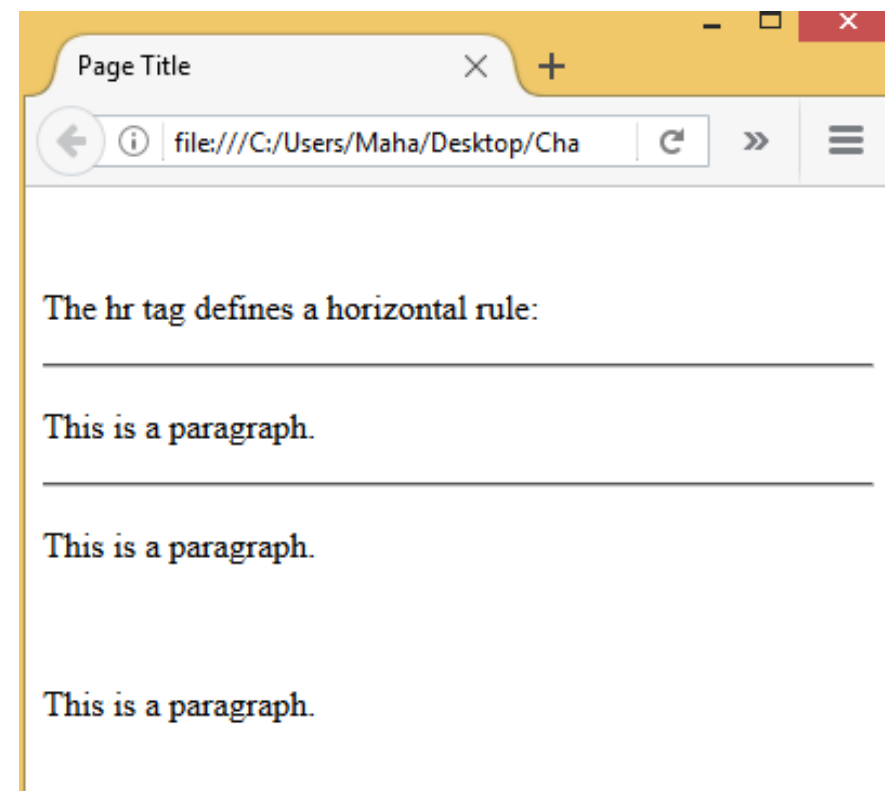 Page Title
file:///C:/Users/Maha/Desktop/Cha
The hr tag defines a horizontal rule:
This is a paragraph.
This is a paragraph.
This is a paragraph.